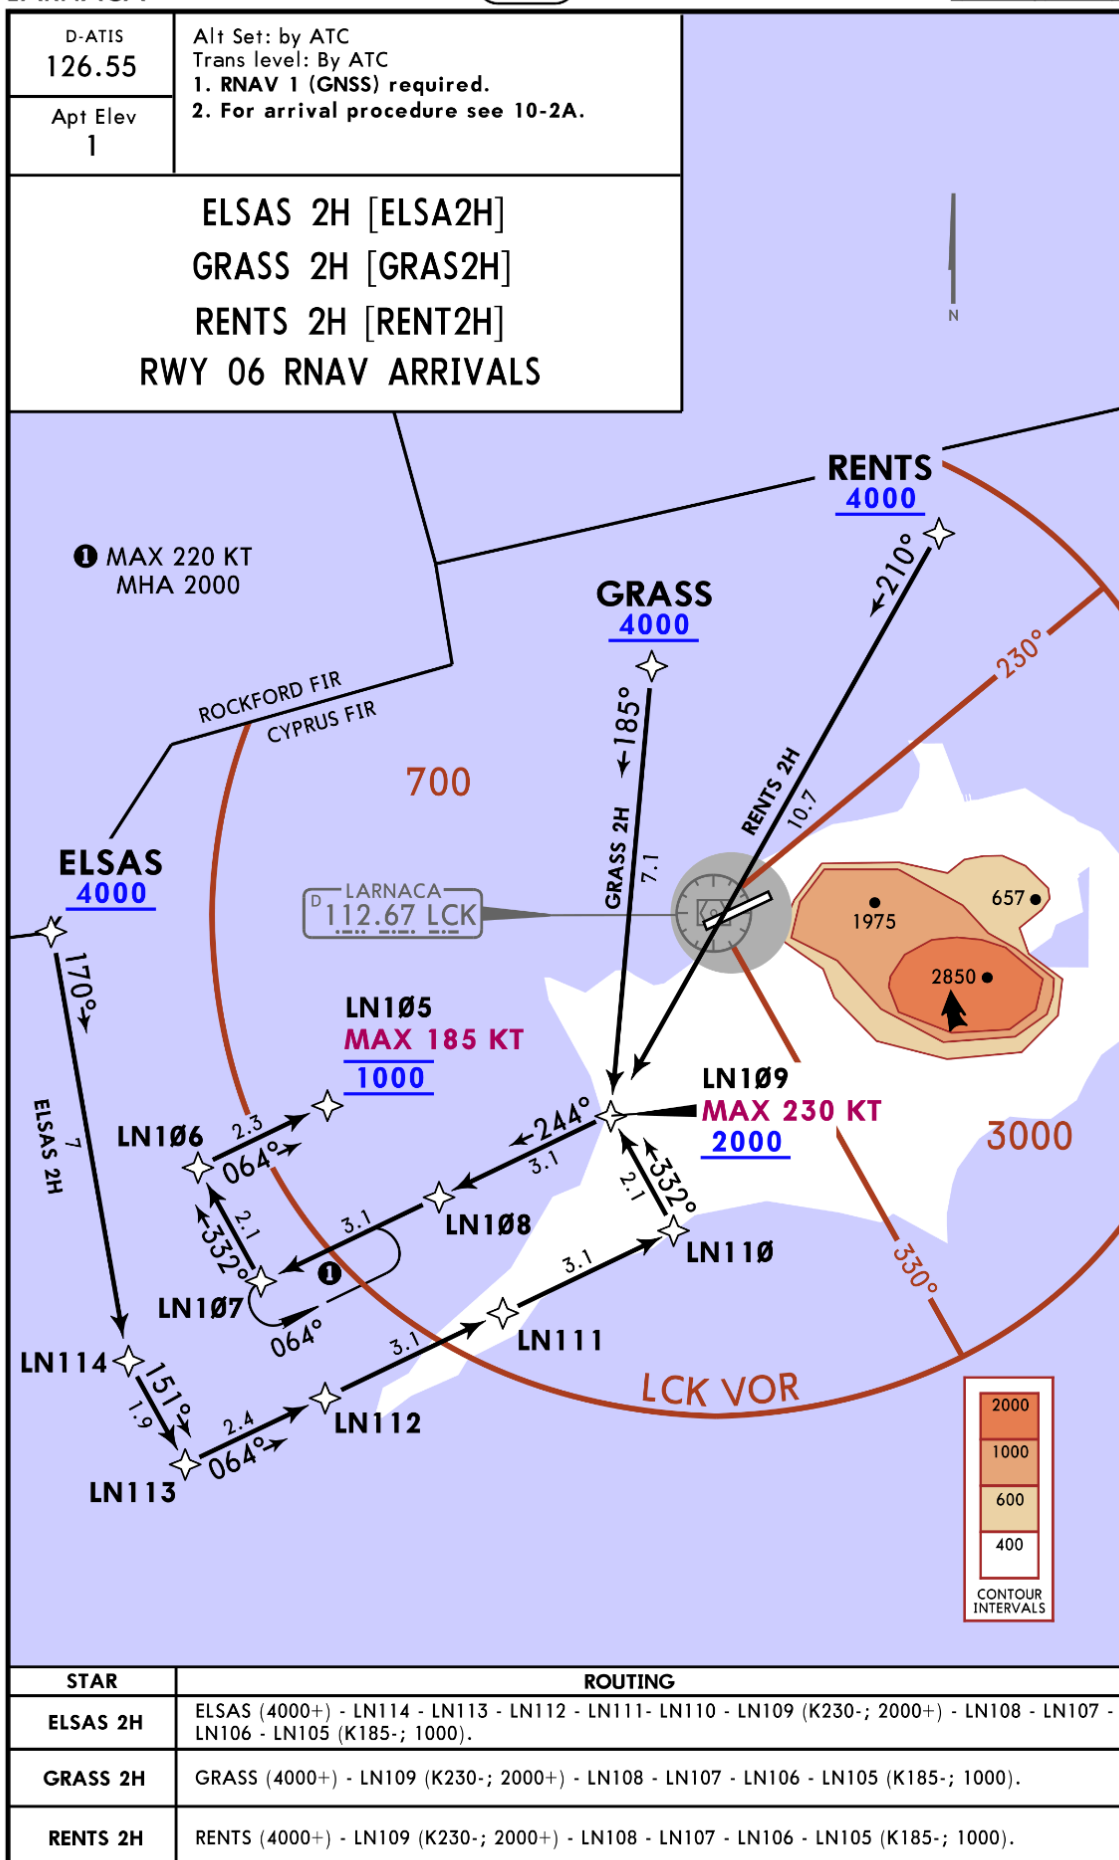 D-ATIS
126.55
Apt Elev
1
Alt Set: by ATC
Trans level: By ATC
1. RNAV 1 (GNSS) required.
2. For arrival procedure see 10-2A.
ELSAS 2H [ELSA2H]
GRASS 2H [GRAS2H]
RENTS 2H [RENT2H]
RWY 06 RNAV ARRIVALS
N
RENTS
4000
210°
1 MAX 220 KT
MHA 2000
GRASS
4000
230°
185°
ROCKFORD FIR
CYPRUS FIR
700
RENTS 2H
10.7
GRASS 2H
7.1
ELSAS
4000
LARNACA
D 112.67 LCK
657
1975
2850
170°
LN1Ø5
MAX 185 KT
1000
LN1Ø9
MAX 230 KT
2000
3000
ELSAS 2H
7
LN1Ø6
2.3
064°
244°
3.1
332°
2.1
LN1Ø8
LN11Ø
332°
2.1
3.1
1
3.1
LN1Ø7
064°
330°
LN111
3.1
LN114
151°
1.9
LCK VOR
LN112
2.4
064°
LN113
2000
1000
600
400
CONTOUR
INTERVALS
STAR
ROUTING
ELSAS 2H
ELSAS (4000+) - LN114 - LN113 - LN112 - LN111- LN110 - LN109 (K230-; 2000+) - LN108 - LN107 -
LN106 - LN105 (K185-; 1000).
GRASS 2H
GRASS (4000+) - LN109 (K230-; 2000+) - LN108 - LN107 - LN106 - LN105 (K185-; 1000).
RENTS 2H
RENTS (4000+) - LN109 (K230-; 2000+) - LN108 - LN107 - LN106 - LN105 (K185-; 1000).